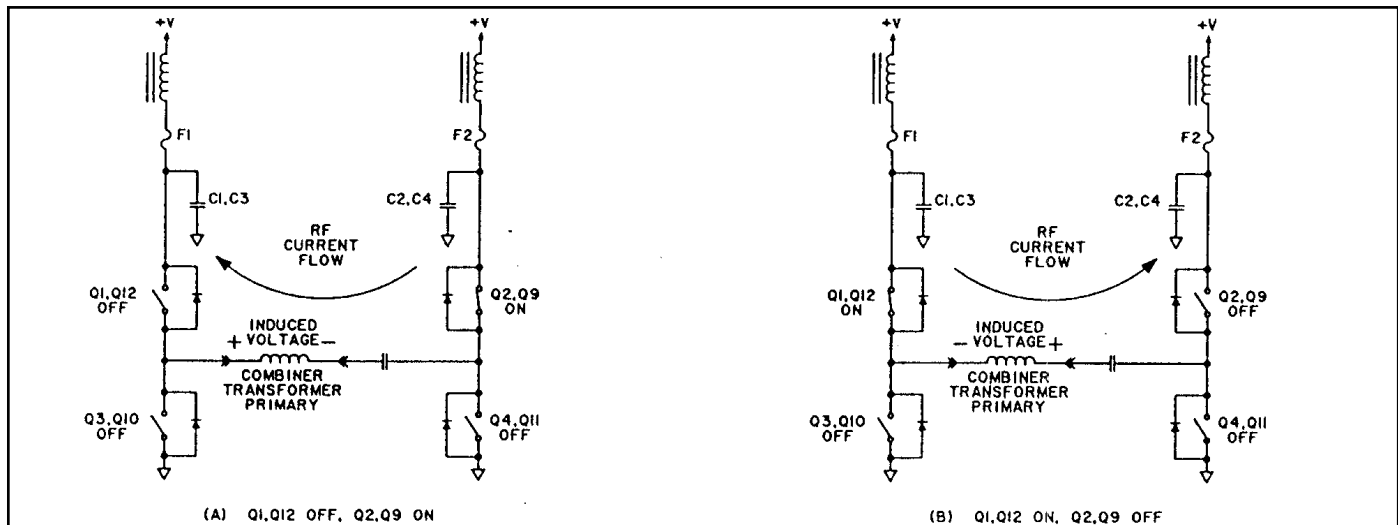 +V
+V
F1
F2
C1,C3
C2,C4
RF
CURRENT
FLOW
Q1,Q12
OFF
Q2,Q9
ON
INDUCED
+ VOLTAGE -
COMBINER
TRANSFORMER
PRIMARY
Q3,Q10
OFF
Q4,Q11
OFF
(A) Q1,Q12 OFF, Q2,Q9 ON
+V
+V
F1
F2
C1,C3
C2,C4
RF
CURRENT
FLOW
Q1,Q12
ON
Q2,Q9
OFF
INDUCED
- VOLTAGE +
COMBINER
TRANSFORMER
PRIMARY
Q3,Q10
OFF
Q4,Q11
OFF
(B) Q1,Q12 ON, Q2,Q9 OFF